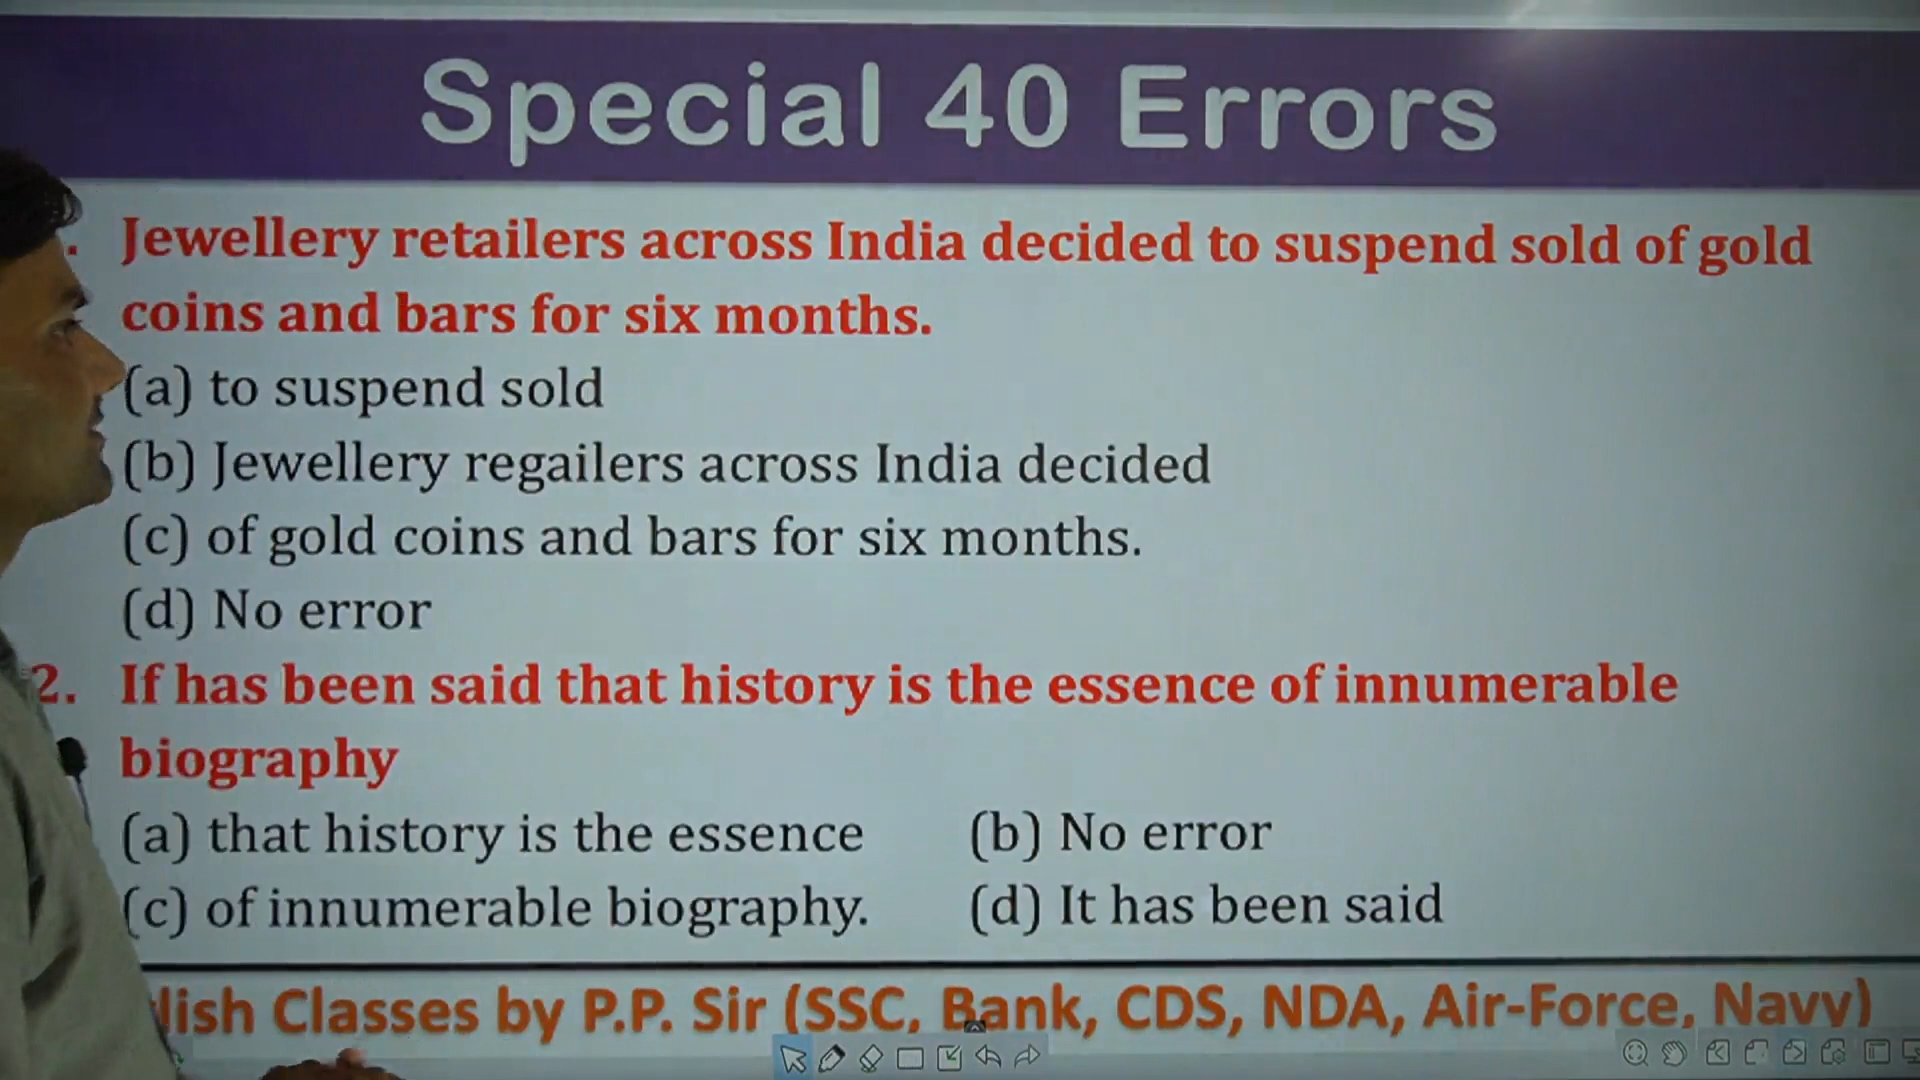 Special 40 Errors
. Jewellery retailers across India decided to suspend sold of gold
coins and bars for six months.
(a) to suspend sold
(b) Jewellery regailers across India decided
(c) of gold coins and bars for six months.
(d) No error
2. If has been said that history is the essence of innumerable
biography
(a) that history is the essence (b) No error
(c) of innumerable biography. (d) It has been said
lish Classes by P.P. Sir (SSC, Bank, CDS, NDA, Air-Force, Navy)